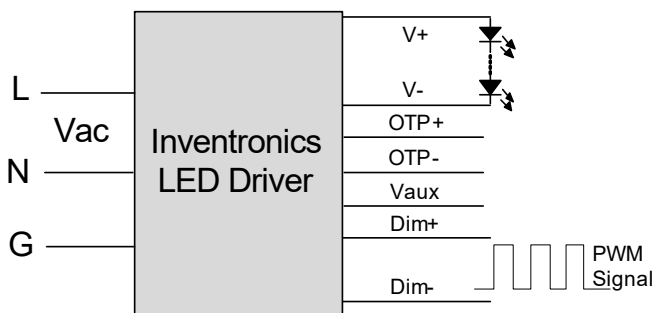 V+
L
V-
Vac
OTP+
Inventronics
LED Driver
OTP-
N
Vaux
Dim+
G
PWM
Signal
Dim-